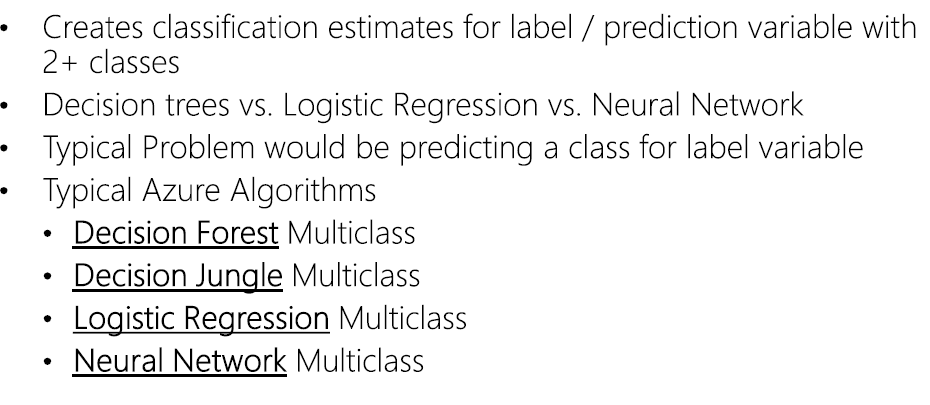 • Creates classification estimates for label / prediction variable with
2+ classes
• Decision trees vs. Logistic Regression vs. Neural Network
• Typical Problem would be predicting a class for label variable
• Typical Azure Algorithms
• Decision Forest Multiclass
• Decision Jungle Multiclass
• Logistic Regression Multiclass
• Neural Network Multiclass